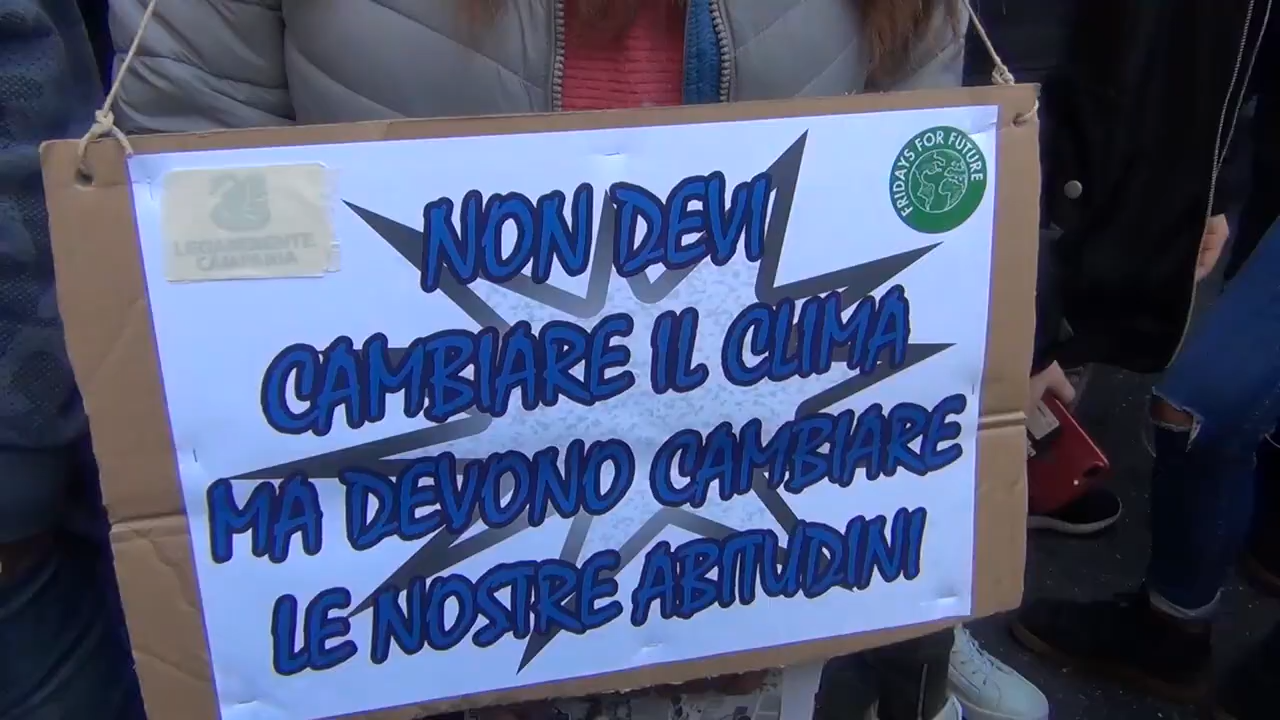 LEGAMBIENTE
CAMPANIA
FRIDAYS FOR FUTURE
NON DEVI
CAMBIARE IL CLIMA
MA DEVONO CAMBIARE
LE NOSTRE ABITUDINI